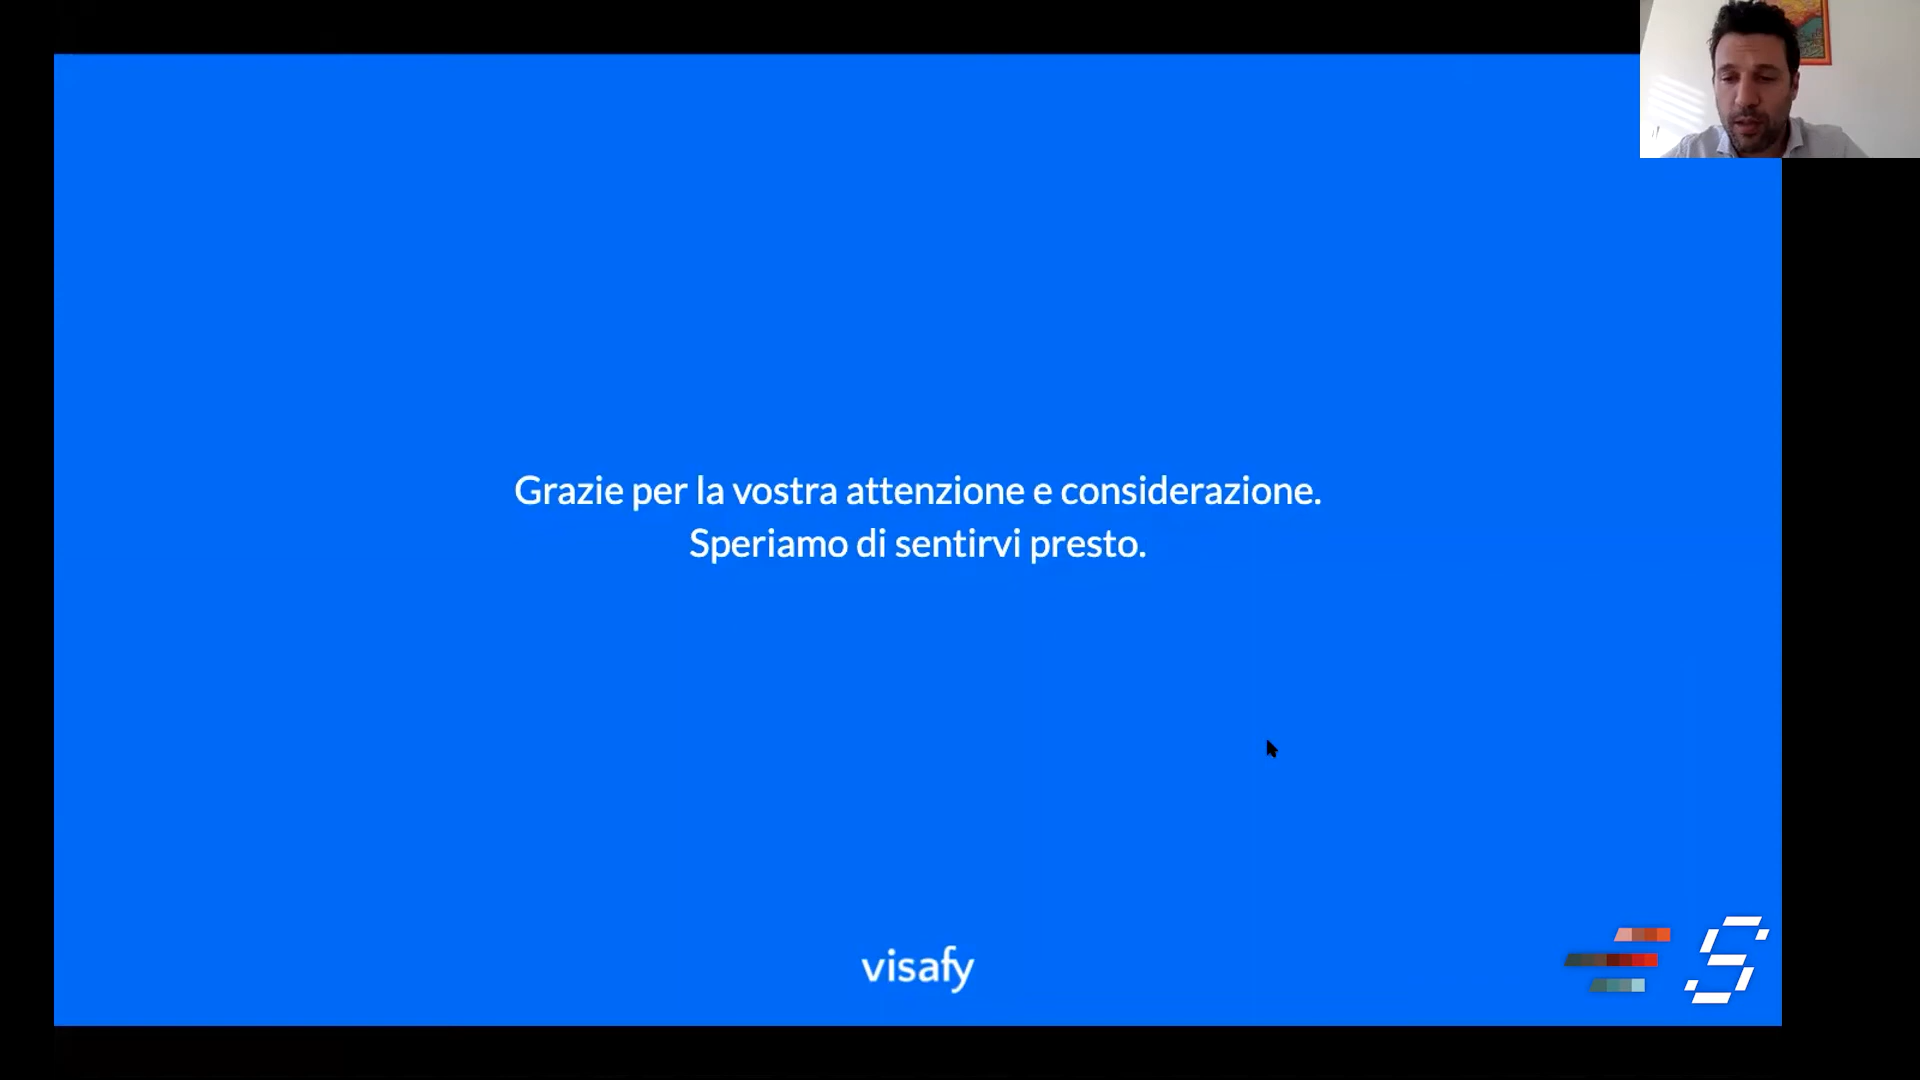 Grazie per la vostra attenzione e considerazione.
Speriamo di sentirvi presto.
visafy
S